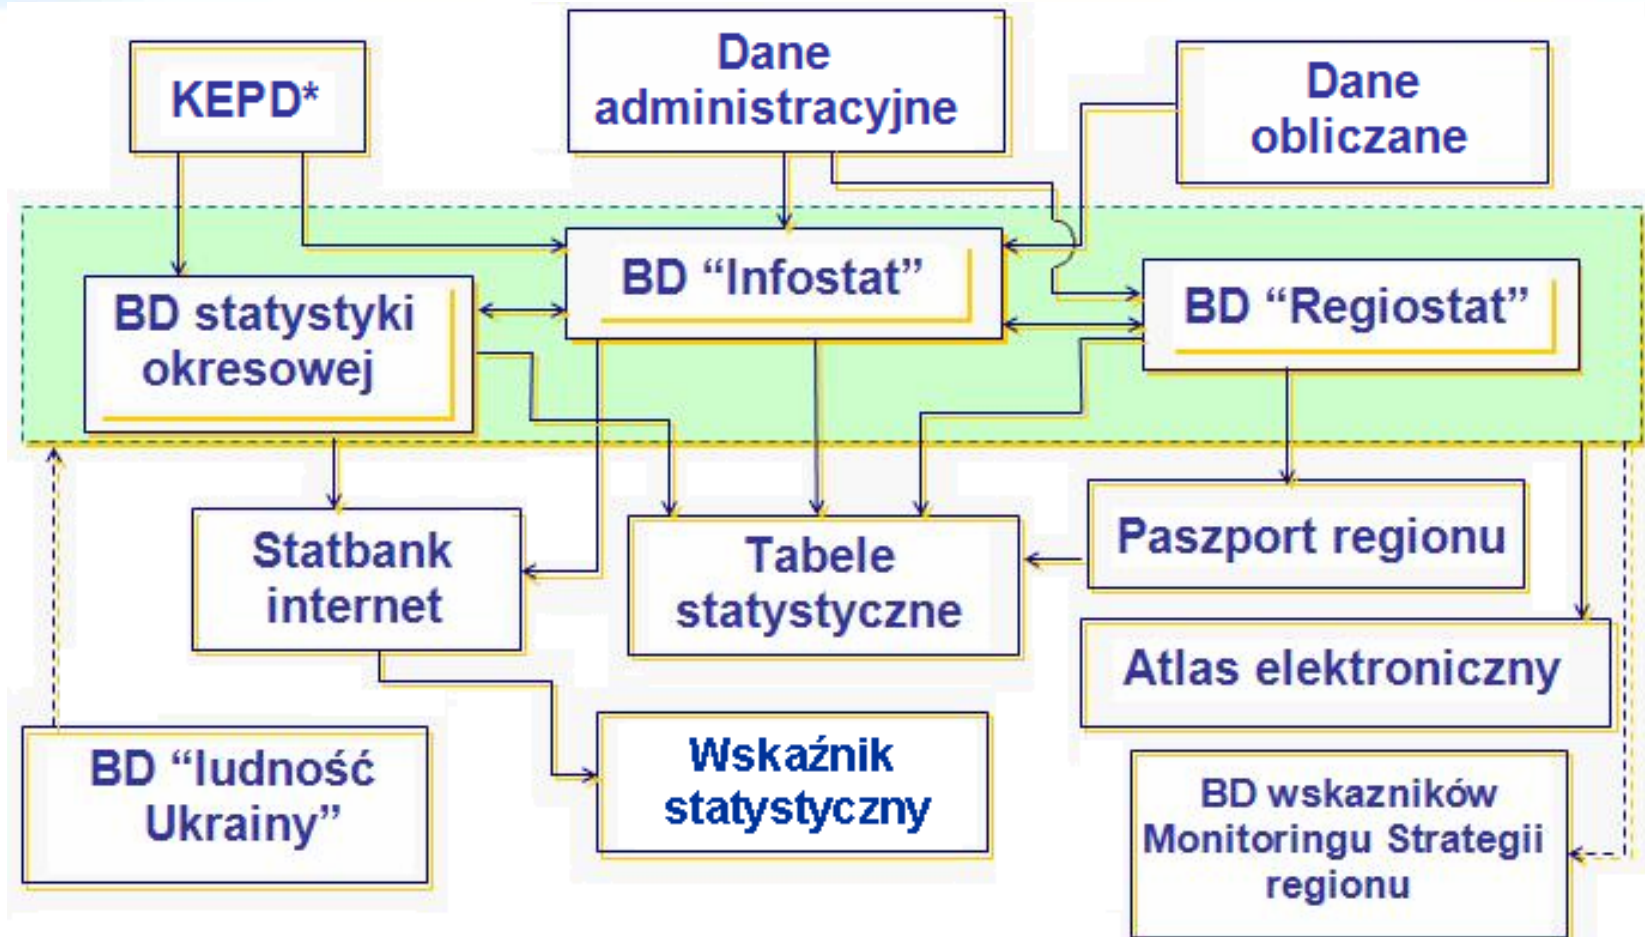 KEPD*
Dane
administracyjne
Dane
obliczane
BD “Infostat”
BD “Regiostat”
BD statystyki
okresowej
Statbank
internet
Tabele
statystyczne
Paszport regionu
Atlas elektroniczny
BD “ludność
Ukrainy”
Wskaźnik
statystyczny
BD wskazników
Monitoringu Strategii
regionu